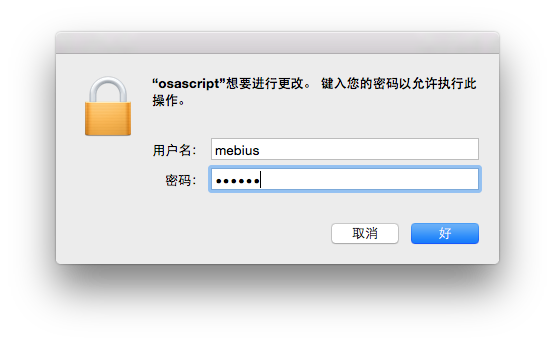 “osascript”想要进行更改。 键入您的密码以允许执行此
操作。
用户名： mebius
密码： ••••••
取消 好